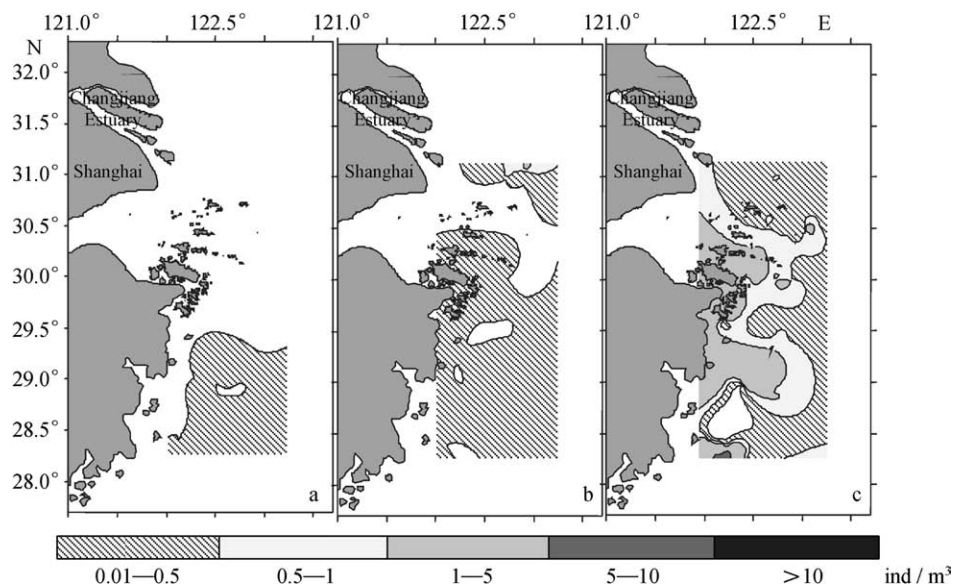 121.0° 122.5° 121.0° 122.5° 121.0° 122.5° E
N
32.0°
31.5°
31.0°
30.5°
30.0°
29.5°
29.0°
28.5°
28.0°
Changjiang
Estuary
Shanghai
a
Changjiang
Estuary
Shanghai
b
Changjiang
Estuary
Shanghai
c
0.01—0.5 0.5—1 1—5 5—10 >10 ind / m³